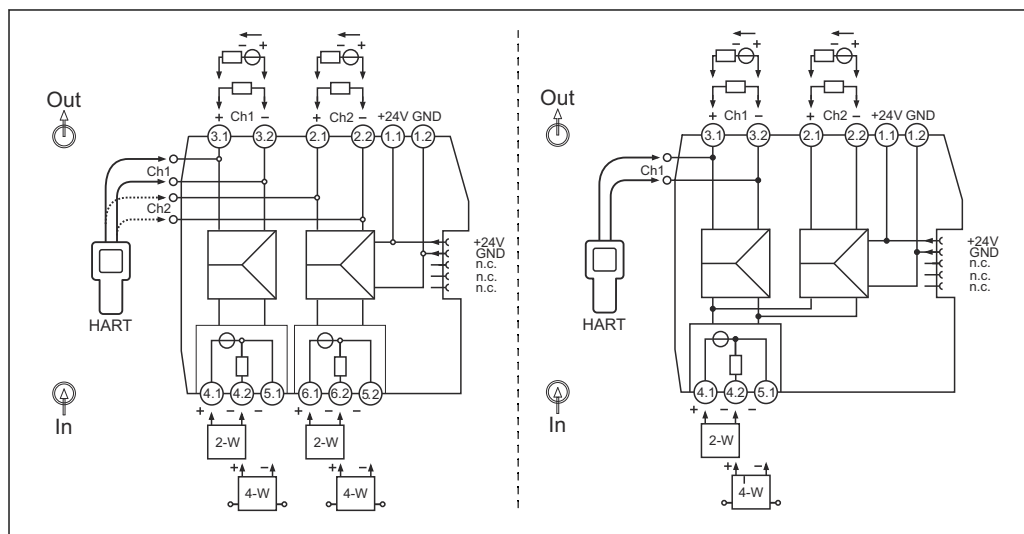 − + − +
Out
+ Ch1 − + Ch2 − +24V GND
3.1 3.2 2.1 2.2 1.1 1.2
Ch1
Ch2
+24V
GND
n.c.
n.c.
n.c.
HART
4.1 4.2 5.1 6.1 6.2 5.2
+ − − + − −
In
2-W 2-W
+ − + −
4-W 4-W
− + − +
Out
+ Ch1 − + Ch2 − +24V GND
3.1 3.2 2.1 2.2 1.1 1.2
Ch1
+24V
GND
n.c.
n.c.
n.c.
HART
4.1 4.2 5.1
+ − −
In
2-W
+ −
4-W